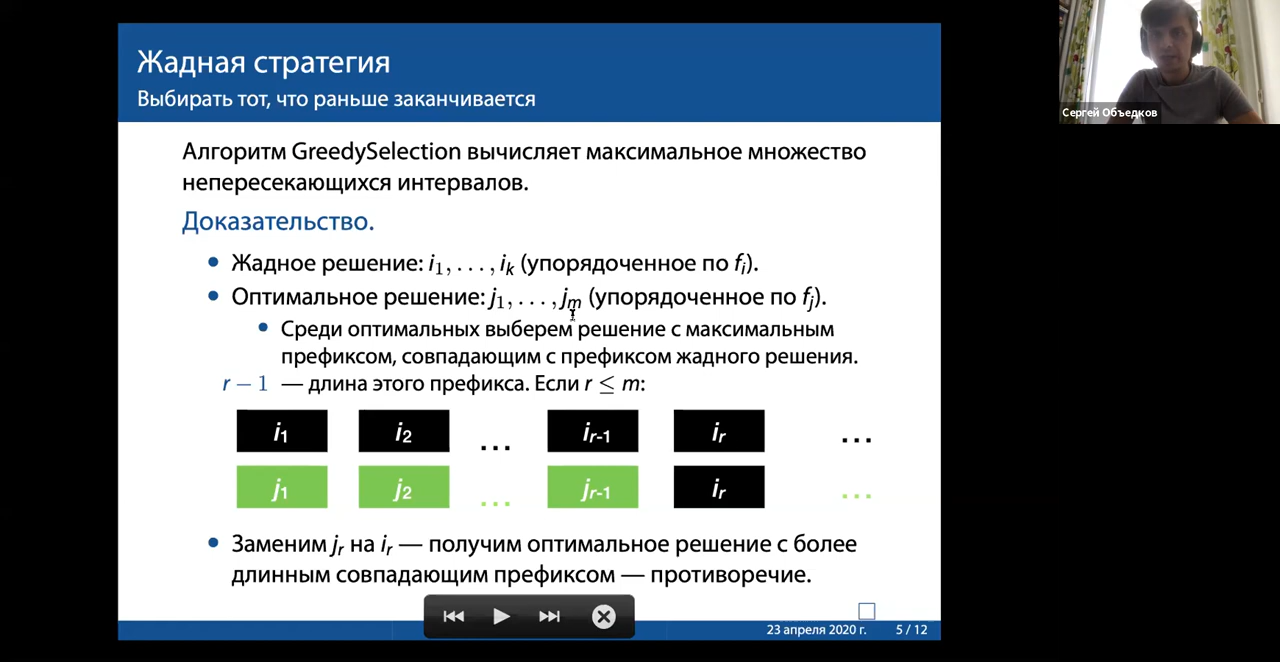 Жадная стратегия
Выбирать тот, что раньше заканчивается
Сергей Объедков
Алгоритм GreedySelection вычисляет максимальное множество
непересекающихся интервалов.
Доказательство.
• Жадное решение: i₁, . . . , iₖ (упорядоченное по fᵢ).
• Оптимальное решение: j₁, . . . , jₘ (упорядоченное по fⱼ).
• Среди оптимальных выберем решение с максимальным
префиксом, совпадающим с префиксом жадного решения.
r − 1 — длина этого префикса. Если r ≤ m:
i₁ i₂ ... iᵣ₋₁ iᵣ ...
j₁ j₂ ... jᵣ₋₁ iᵣ ...
• Заменим jᵣ на iᵣ — получим оптимальное решение с более
длинным совпадающим префиксом — противоречие.
23 апреля 2020 г. 5 / 12